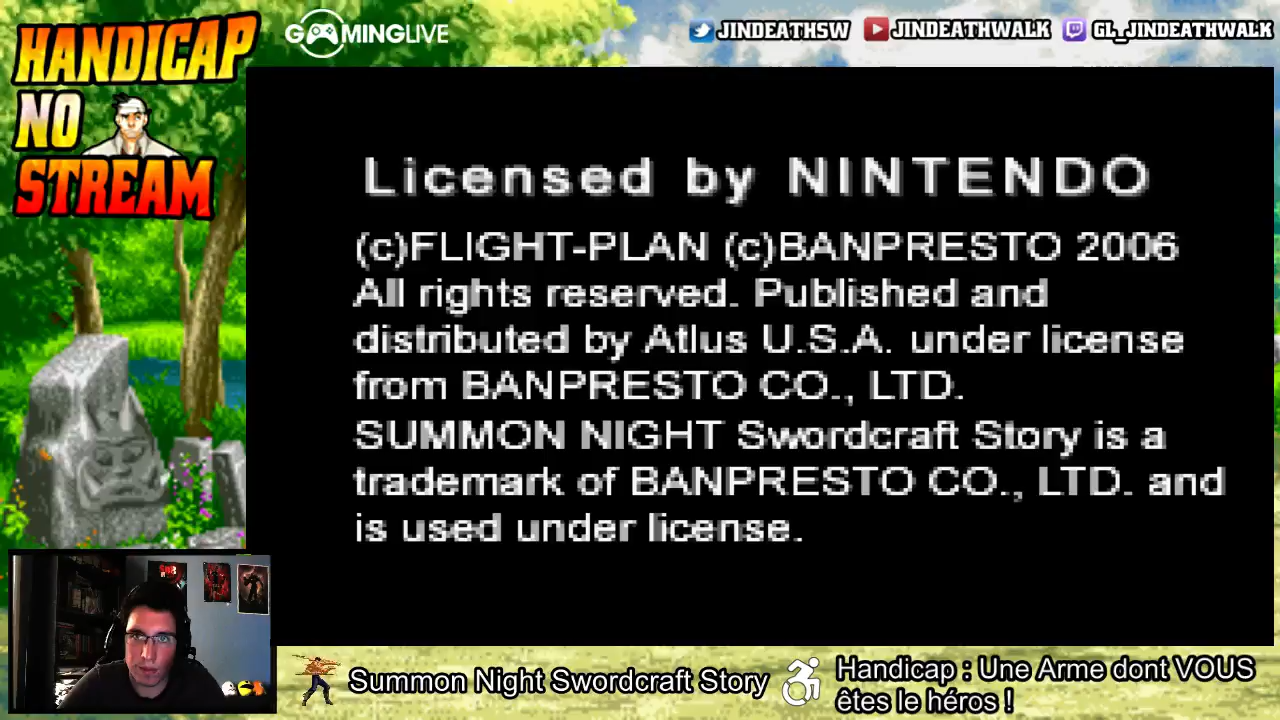 HANDICAP
NO
STREAM
GAMINGLIVE
JINDEATHSW
JINDEATHWALK
GL_JINDEATHWALK
Licensed by NINTENDO
(c)FLIGHT-PLAN (c)BANPRESTO 2006
All rights reserved. Published and
distributed by Atlus U.S.A. under license
from BANPRESTO CO., LTD.
SUMMON NIGHT Swordcraft Story is a
trademark of BANPRESTO CO., LTD. and
is used under license.
Summon Night Swordcraft Story
Handicap : Une Arme dont VOUS
êtes le héros !